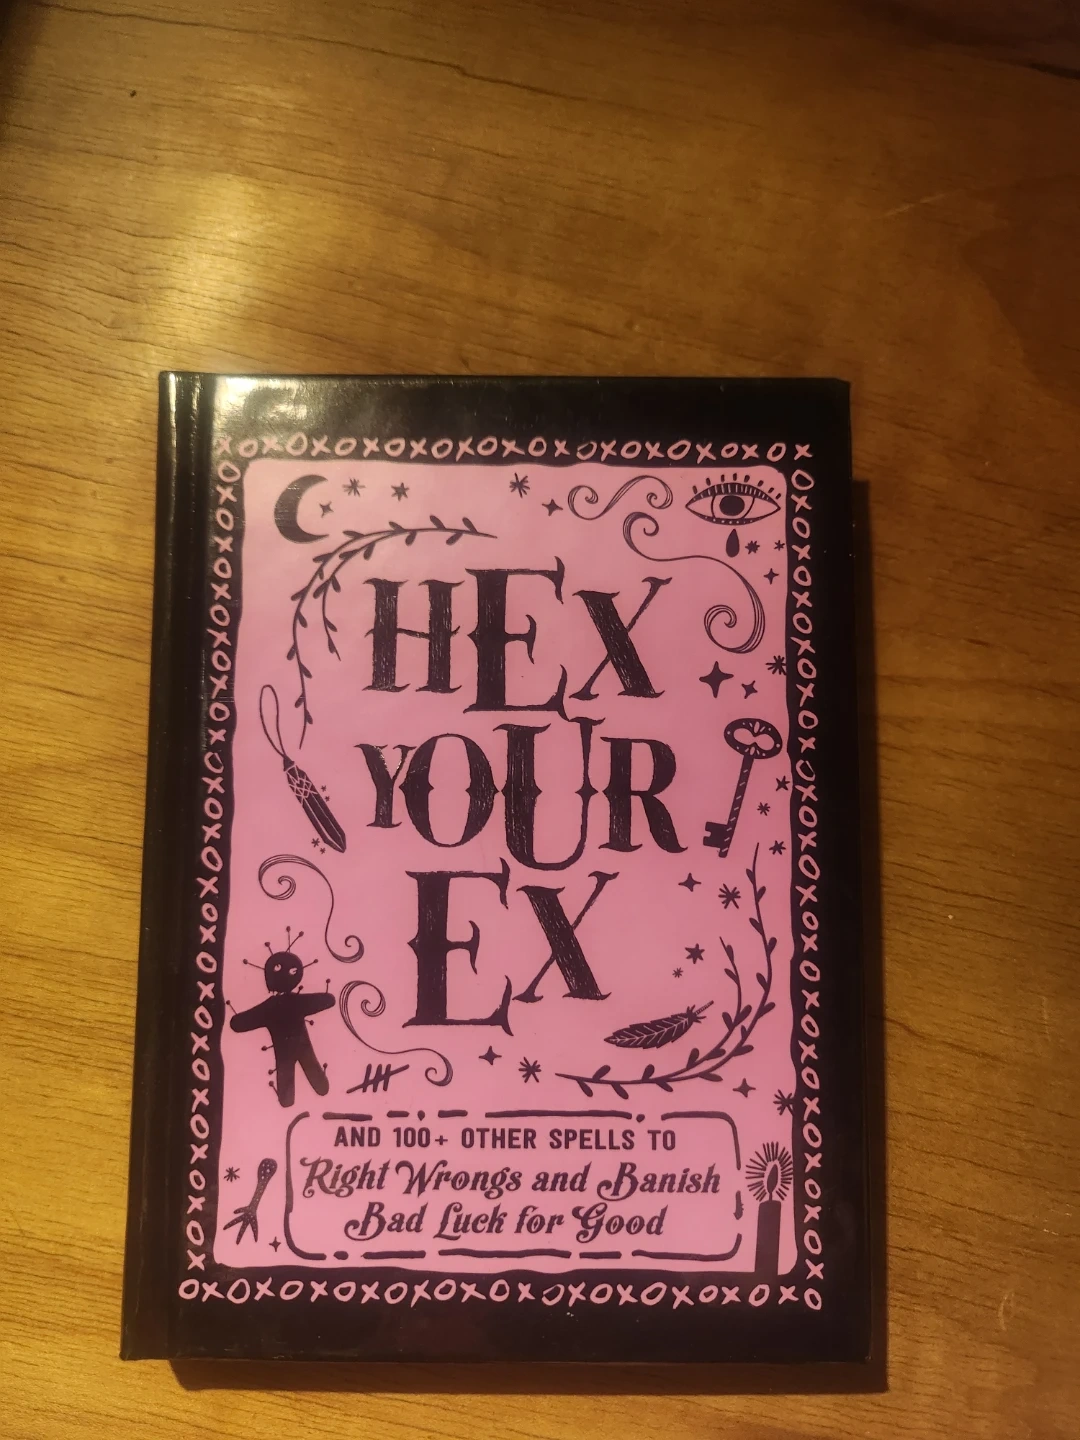 HEX
YOUR
EX
AND 100+ OTHER SPELLS TO
Right Wrongs and Banish
Bad Luck for Good